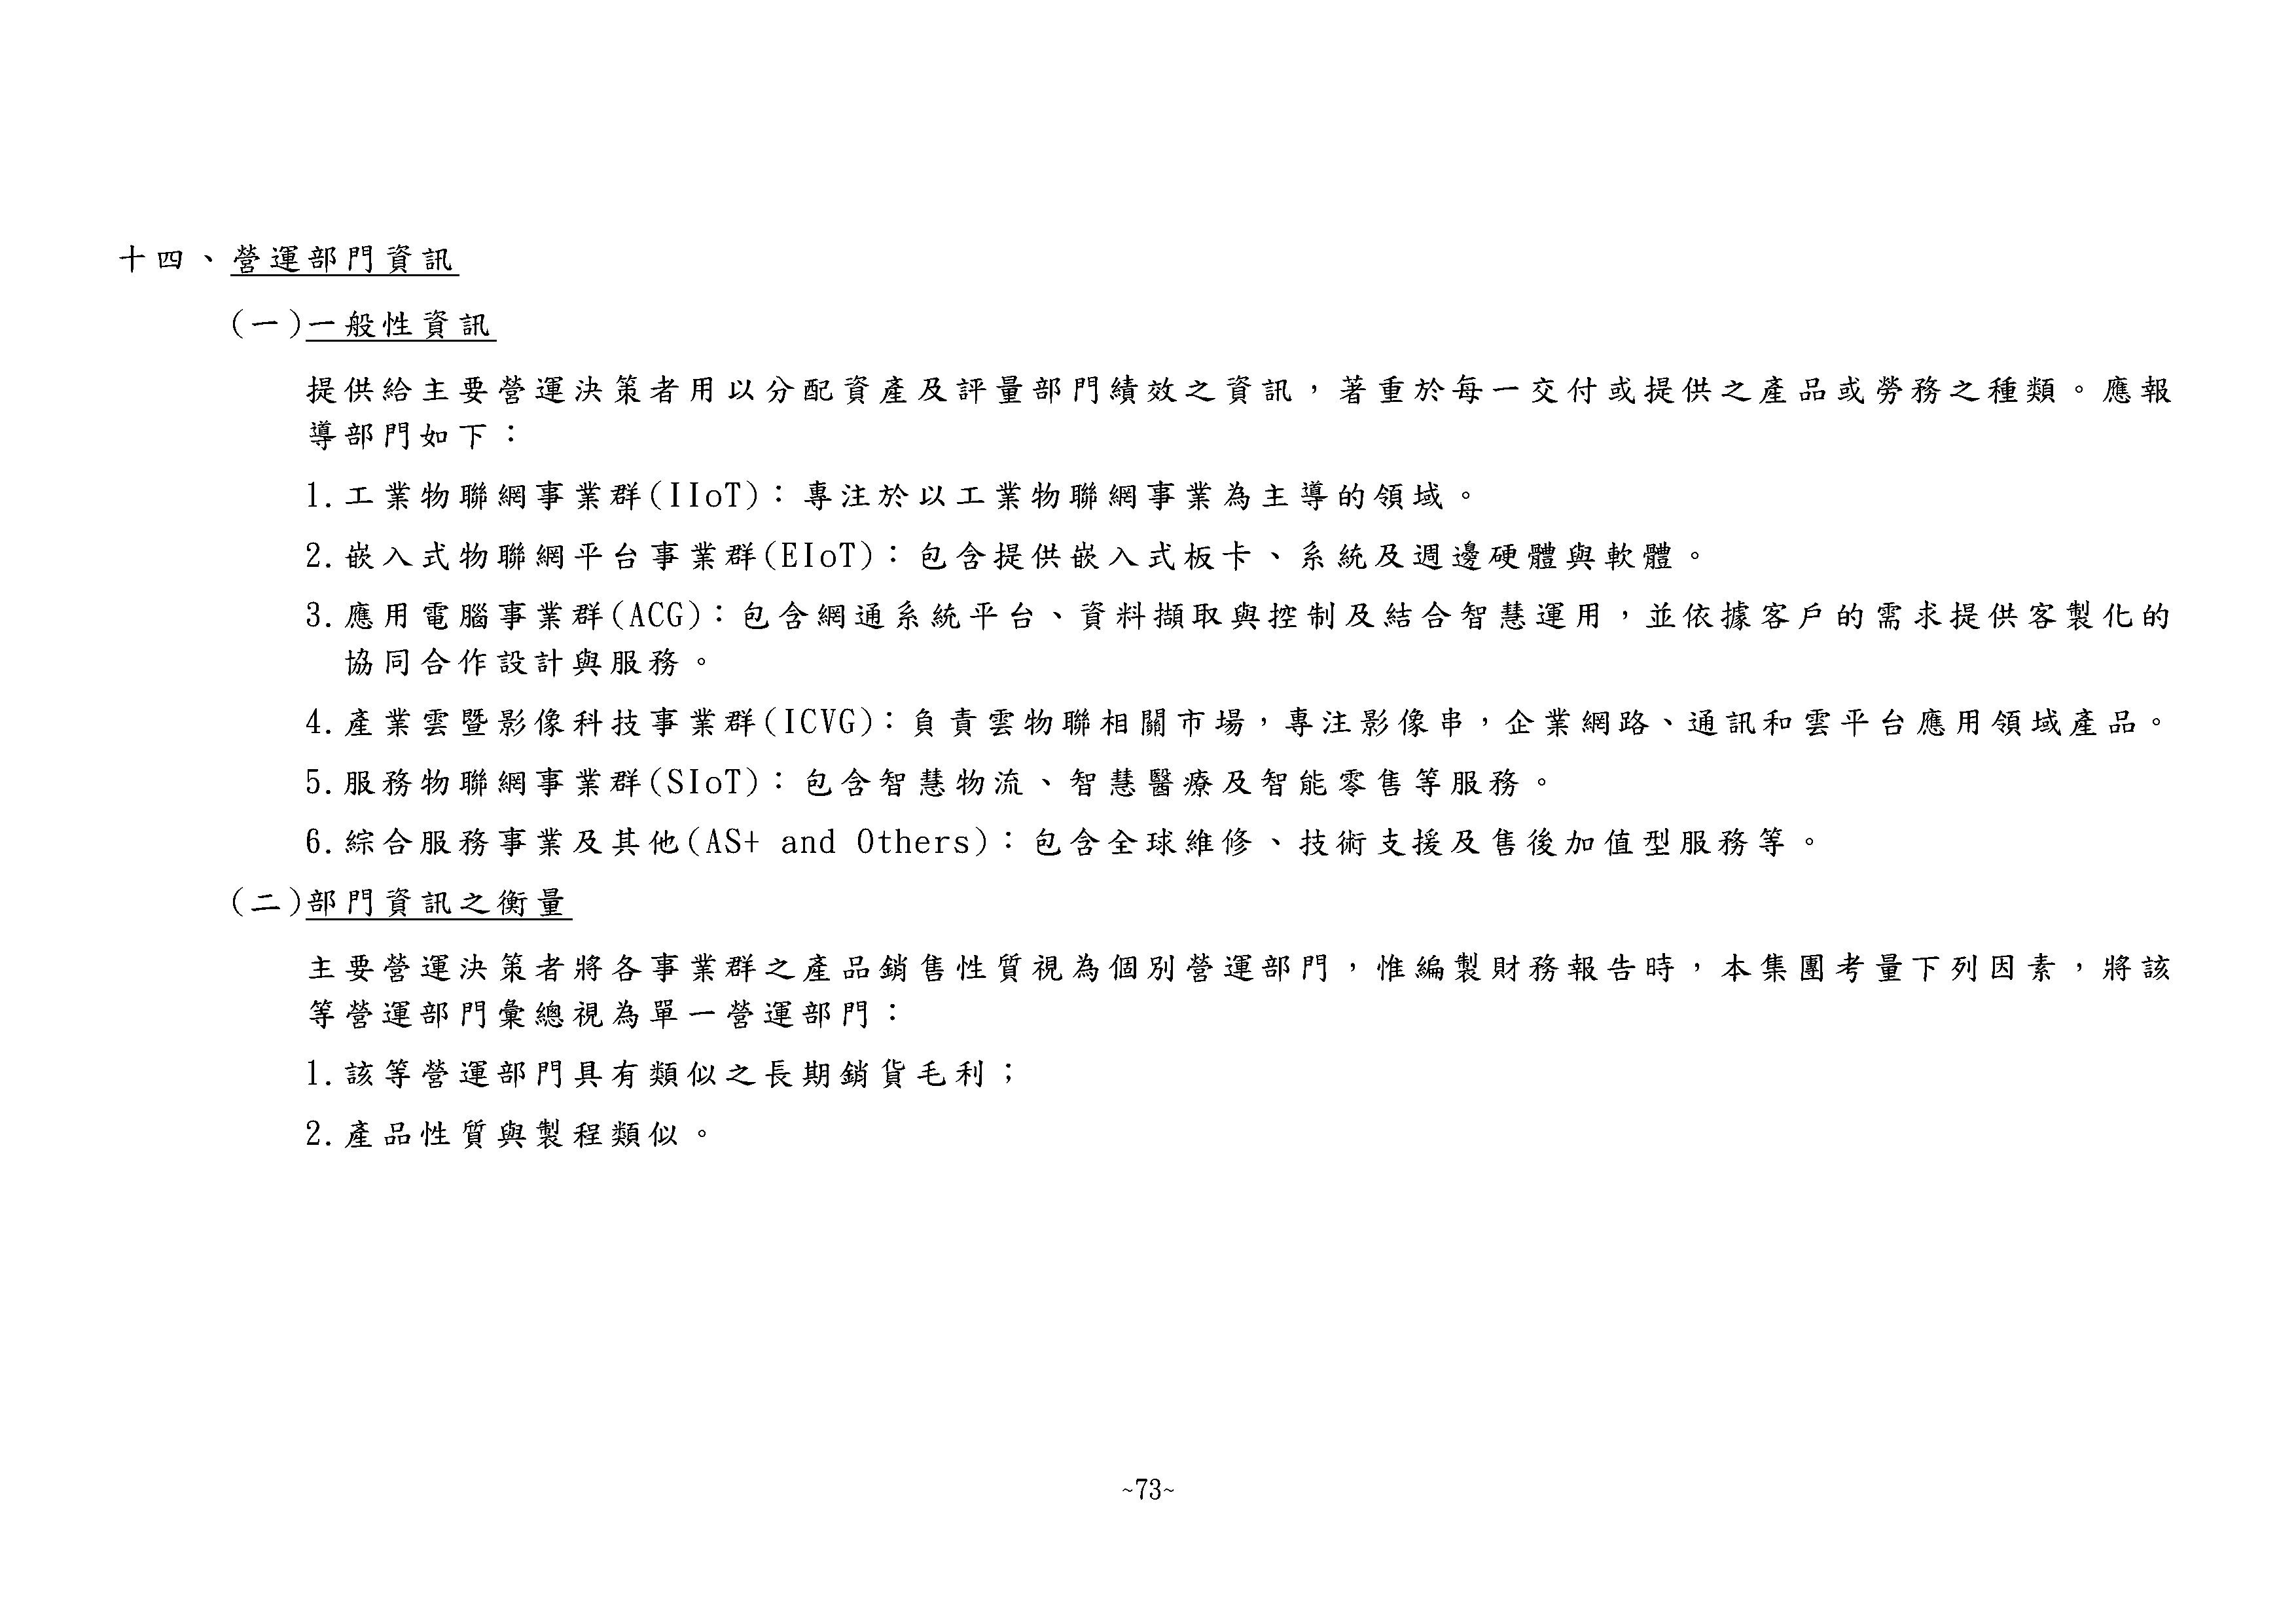 十四、營運部門資訊
(一)一般性資訊
提供給主要營運決策者用以分配資產及評量部門績效之資訊，著重於每一交付或提供之產品或勞務之種類。應報
導部門如下：
1.工業物聯網事業群(IIoT)：專注於以工業物聯網事業為主導的領域。
2.嵌入式物聯網平台事業群(EIoT)：包含提供嵌入式板卡、系統及週邊硬體與軟體。
3.應用電腦事業群(ACG)：包含網通系統平台、資料擷取與控制及結合智慧運用，並依據客戶的需求提供客製化的
協同合作設計與服務。
4.產業雲暨影像科技事業群(ICVG)：負責雲物聯相關市場，專注影像串，企業網路、通訊和雲平台應用領域產品。
5.服務物聯網事業群(SIoT)：包含智慧物流、智慧醫療及智能零售等服務。
6.綜合服務事業及其他(AS+ and Others)：包含全球維修、技術支援及售後加值型服務等。
(二)部門資訊之衡量
主要營運決策者將各事業群之產品銷售性質視為個別營運部門，惟編製財務報告時，本集團考量下列因素，將該
等營運部門彙總視為單一營運部門：
1.該等營運部門具有類似之長期銷貨毛利；
2.產品性質與製程類似。
~73~